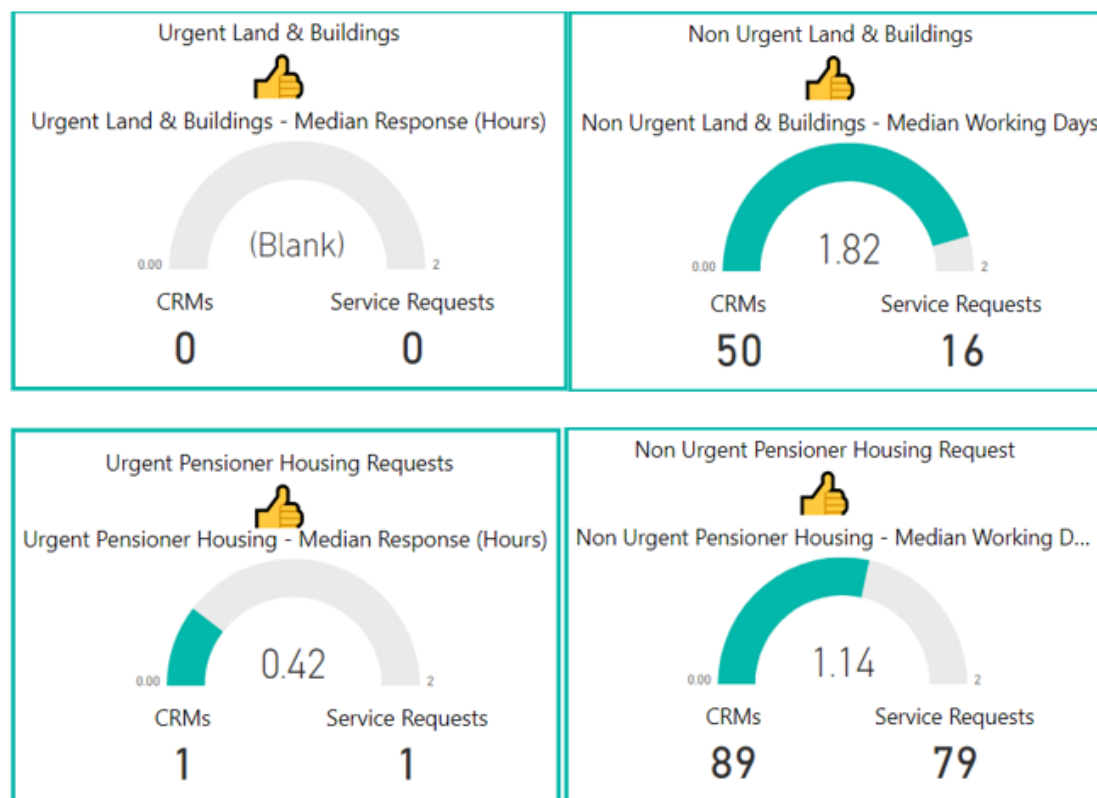 Urgent Land & Buildings
Urgent Land & Buildings - Median Response (Hours)
(Blank)
0.00
2
CRMs
Service Requests
0
0
Non Urgent Land & Buildings
Non Urgent Land & Buildings - Median Working Days
1.82
0.00
2
CRMs
Service Requests
50
16
Urgent Pensioner Housing Requests
Urgent Pensioner Housing - Median Response (Hours)
0.42
0.00
2
CRMs
Service Requests
1
1
Non Urgent Pensioner Housing Request
Non Urgent Pensioner Housing - Median Working D...
1.14
0.00
2
CRMs
Service Requests
89
79